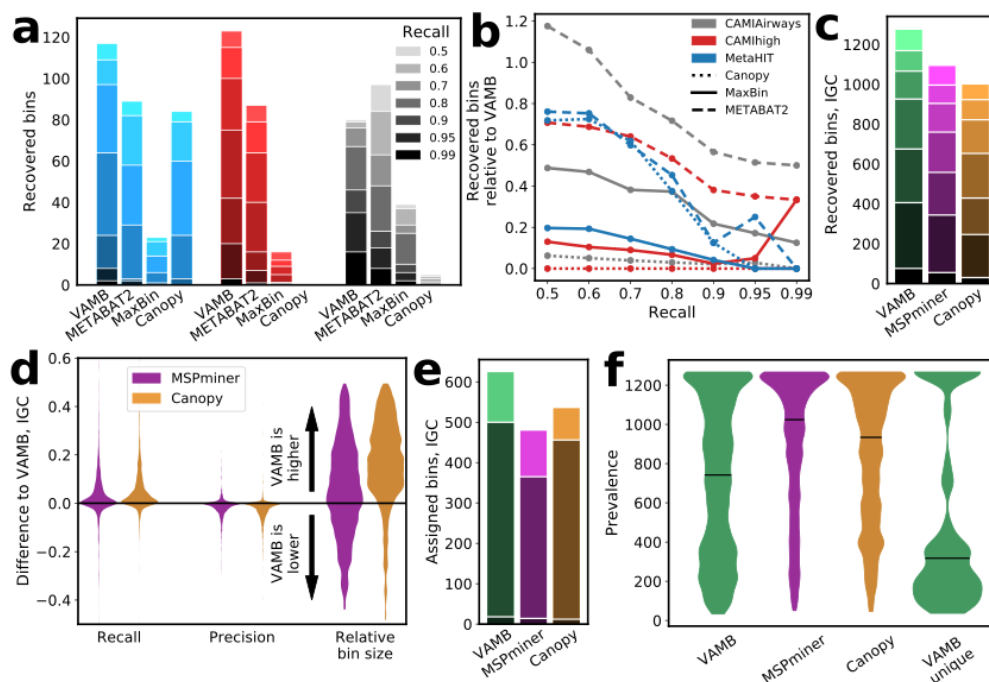 a
Recovered bins
120
100
80
60
40
20
0
Recall
0.5
0.6
0.7
0.8
0.9
0.95
0.99
VAMB
METABAT2
MaxBin
Canopy
VAMB
METABAT2
MaxBin
Canopy
VAMB
METABAT2
MaxBin
Canopy
b
Recovered bins
relative to VAMB
1.2
1.0
0.8
0.6
0.4
0.2
0.0
CAMIAirways
CAMIhigh
MetaHIT
Canopy
MaxBin
METABAT2
0.5
0.6
0.7
0.8
0.9
0.95
0.99
Recall
c
Recovered bins, IGC
1200
1000
800
600
400
200
0
VAMB
MSPminer
Canopy
d
Difference to VAMB, IGC
0.6
0.4
0.2
0.0
−0.2
−0.4
MSPminer
Canopy
VAMB is
higher
VAMB is
lower
Recall
Precision
Relative
bin size
e
Assigned bins, IGC
600
500
400
300
200
100
0
VAMB
MSPminer
Canopy
f
Prevalence
1200
1000
800
600
400
200
0
VAMB
MSPminer
Canopy
VAMB
unique